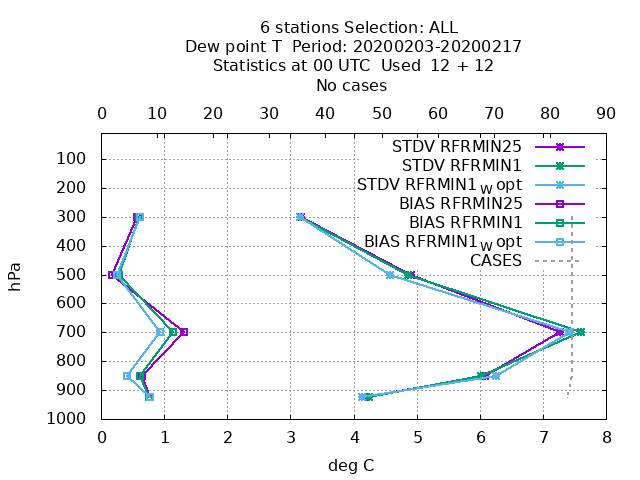 6 stations Selection: ALL
Dew point T  Period: 20200203-20200217
Statistics at 00 UTC  Used  12 + 12
No cases
0 10 15 20 30 35 45 50 60 70 80 90
STDV RFRMIN25
STDV RFRMIN1
STDV RFRMIN1_w opt
BIAS RFRMIN25
BIAS RFRMIN1
BIAS RFRMIN1_w opt
CASES
100
200
300
400
500
600
700
800
900
1000
hPa
0 1 2 3 4 5 6 7 8
deg C